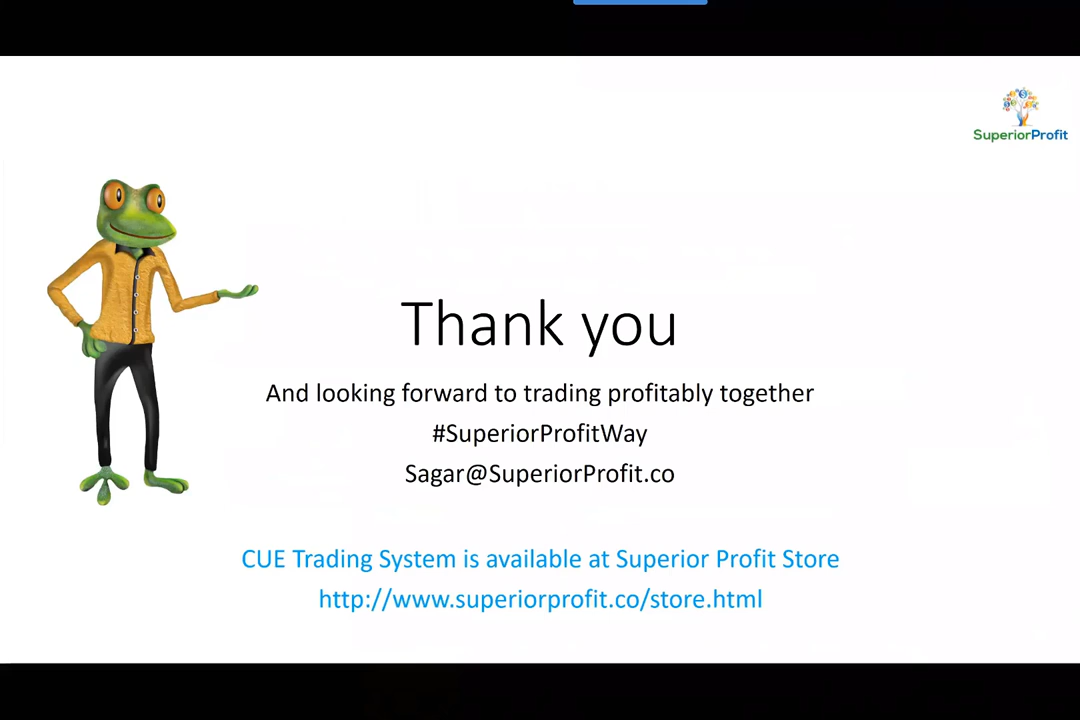 SuperiorProfit
Thank you
And looking forward to trading profitably together
#SuperiorProfitWay
Sagar@SuperiorProfit.co
CUE Trading System is available at Superior Profit Store
http://www.superiorprofit.co/store.html